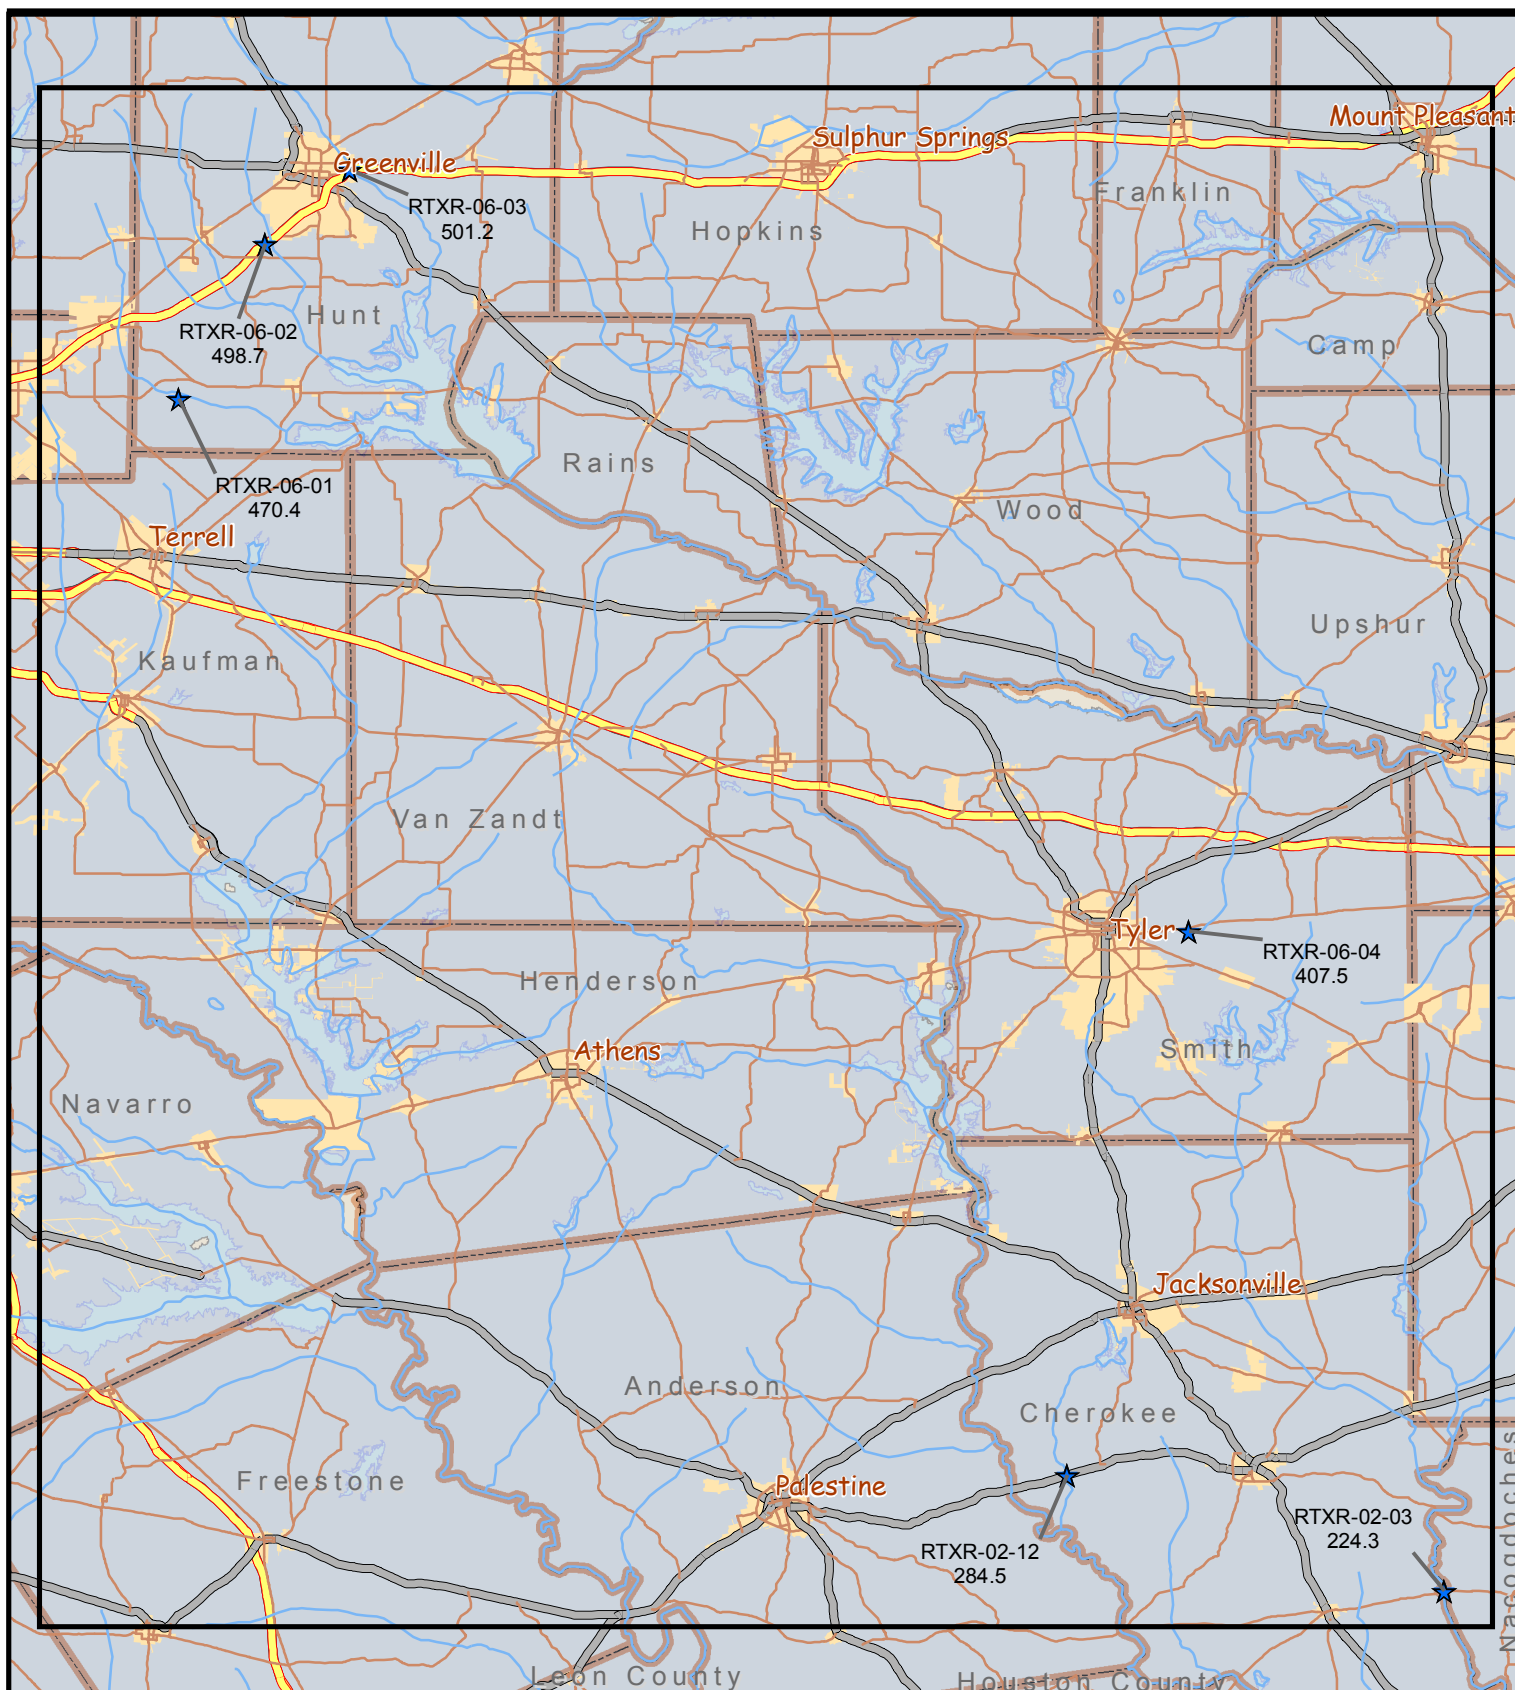 Mount Pleasant
Sulphur Springs
Greenville
Franklin
RTXR-06-03
501.2
Hopkins
Hunt
RTXR-06-02
498.7
Camp
Rains
RTXR-06-01
470.4
Wood
Terrell
Upshur
Kaufman
Van Zandt
Tyler
RTXR-06-04
407.5
Henderson
Smith
Athens
Navarro
Jacksonville
Anderson
Cherokee
Freestone
Palestine
RTXR-02-03
224.3
RTXR-02-12
284.5
Nacogdoches
Leon County
Houston County